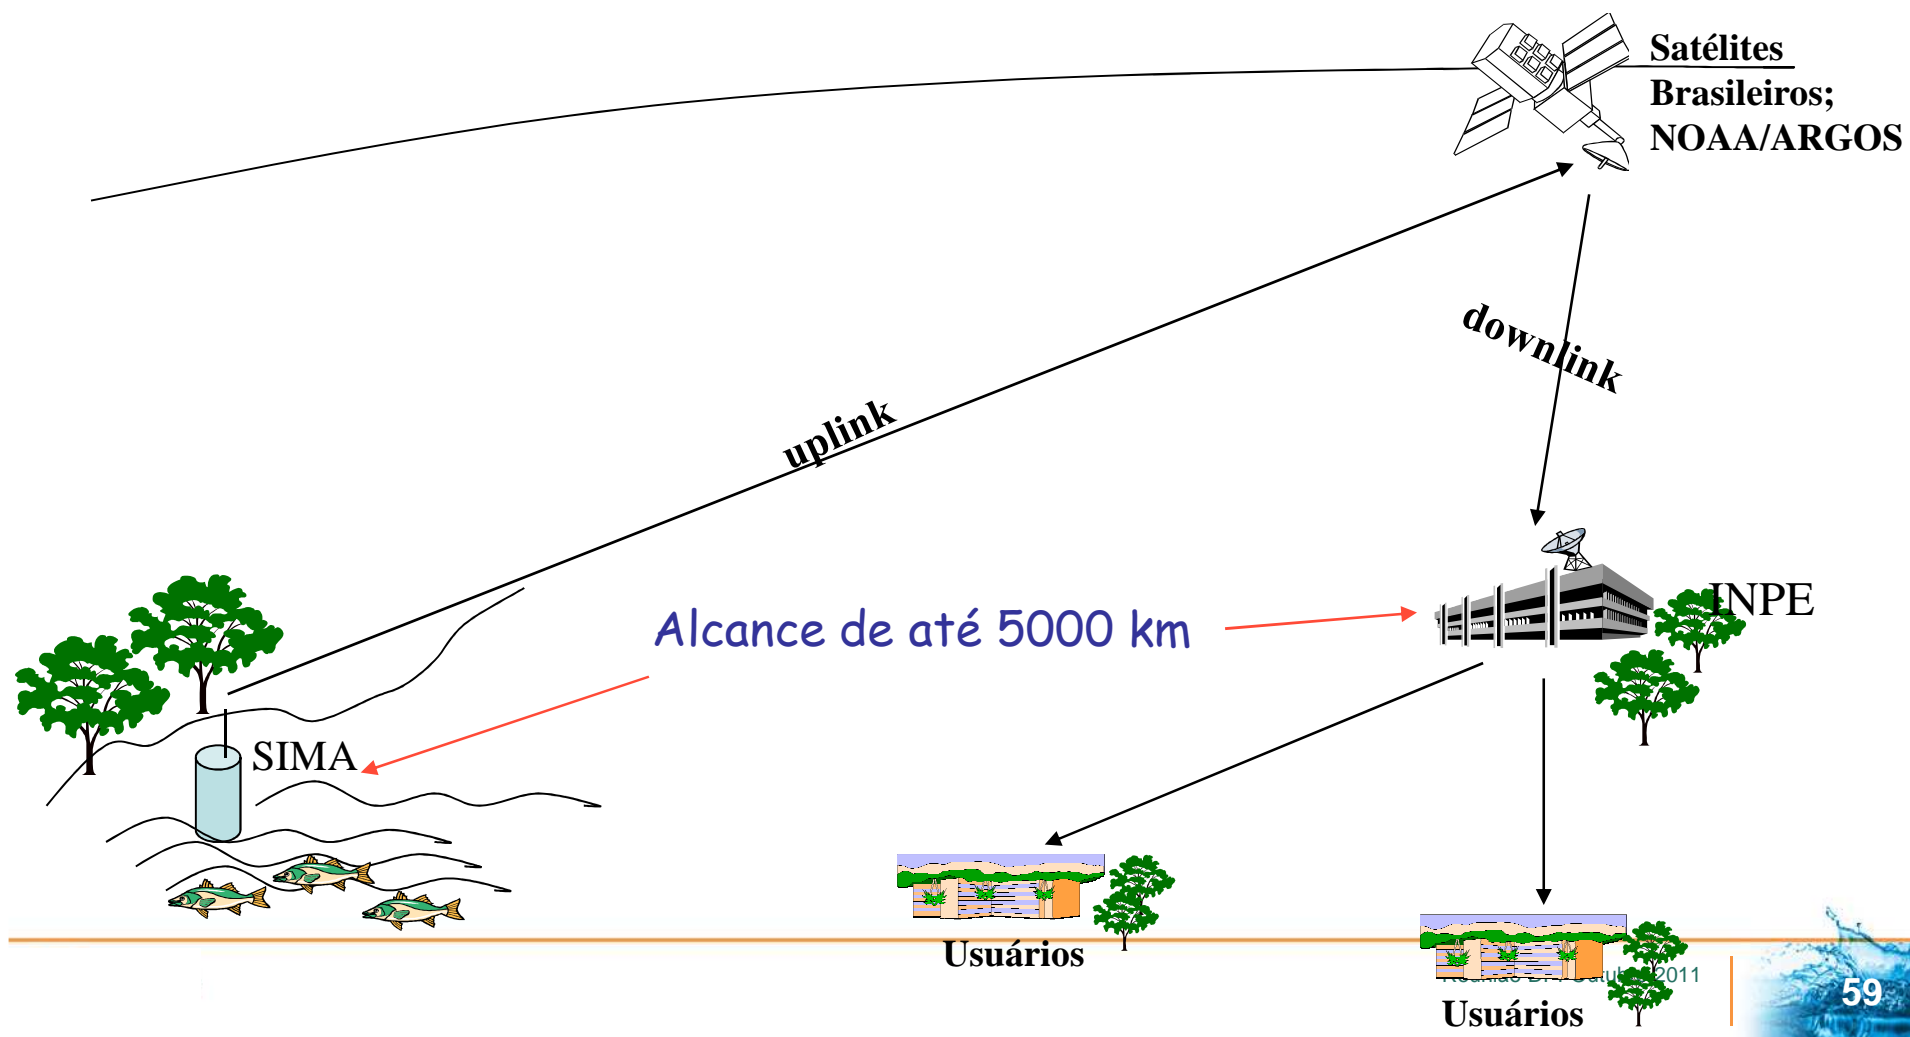 Satélites
Brasileiros;
NOAA/ARGOS
downlink
uplink
INPE
Alcance de até 5000 km
SIMA
Usuários
2011
59
Usuários